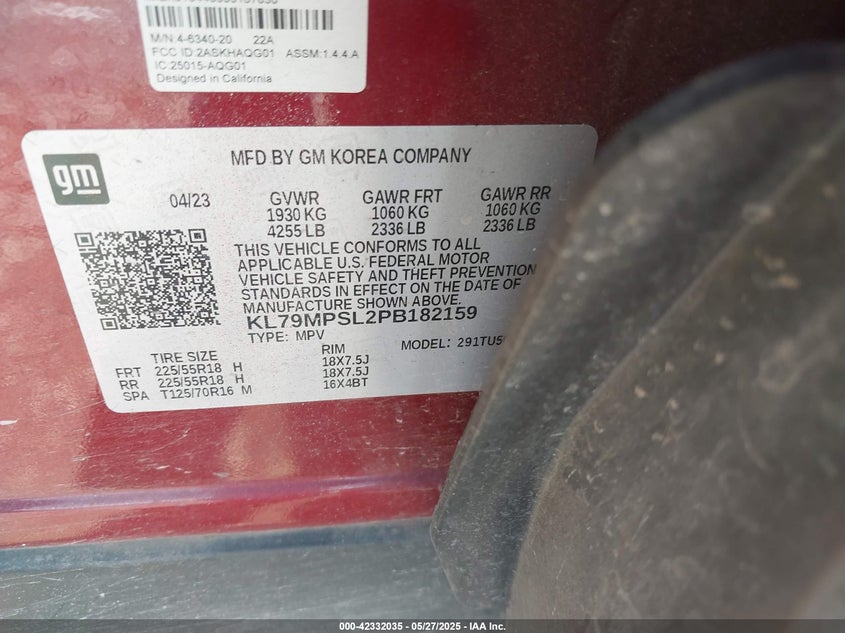 M/N:4-6340-20 22A
FCC ID:2ASKHAQG01 ASSM:1.4.4.A
IC:25015-AQG01
Designed in California
gm
MFD BY GM KOREA COMPANY
04/23 GVWR GAWR FRT GAWR RR
1930 KG 1060 KG 1060 KG
4255 LB 2336 LB 2336 LB
THIS VEHICLE CONFORMS TO ALL
APPLICABLE U.S. FEDERAL MOTOR
VEHICLE SAFETY AND THEFT PREVENTION
STANDARDS IN EFFECT ON THE DATE OF
MANUFACTURE SHOWN ABOVE.
KL79MPSL2PB182159
TYPE: MPV MODEL: 291TU5
TIRE SIZE RIM
FRT 225/55R18 H 18X7.5J
RR 225/55R18 H 18X7.5J
SPA T125/70R16 M 16X4BT
000-42332035 - 05/27/2025 - IAA Inc.